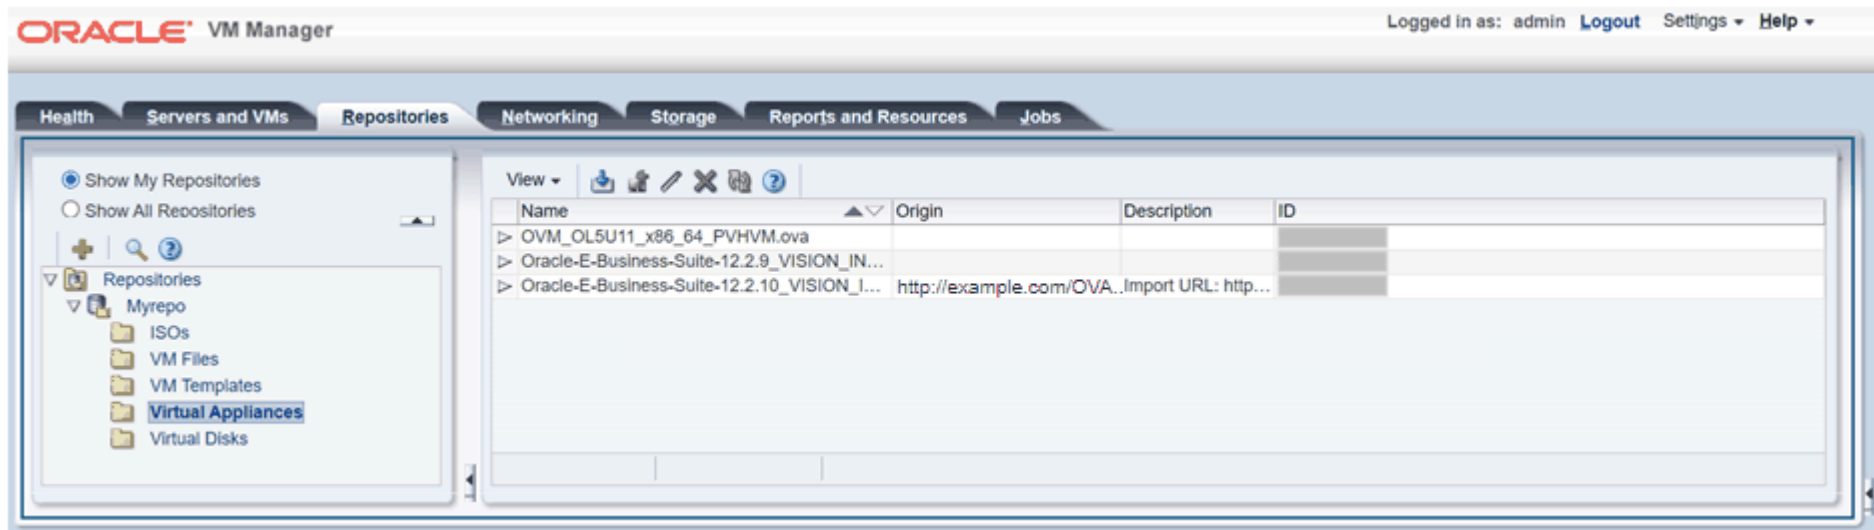 ORACLE VM Manager
Logged in as: admin Logout Settings Help
Health Servers and VMs Repositories Networking Storage Reports and Resources Jobs
Show My Repositories
Show All Repositories
Repositories
Myrepo
ISOs
VM Files
VM Templates
Virtual Appliances
Virtual Disks
View
Name Origin Description ID
OVM_OL5U11_x86_64_PVHVM.ova
Oracle-E-Business-Suite-12.2.9_VISION_IN...
Oracle-E-Business-Suite-12.2.10_VISION_I... http://example.com/OVA.. Import URL: http...